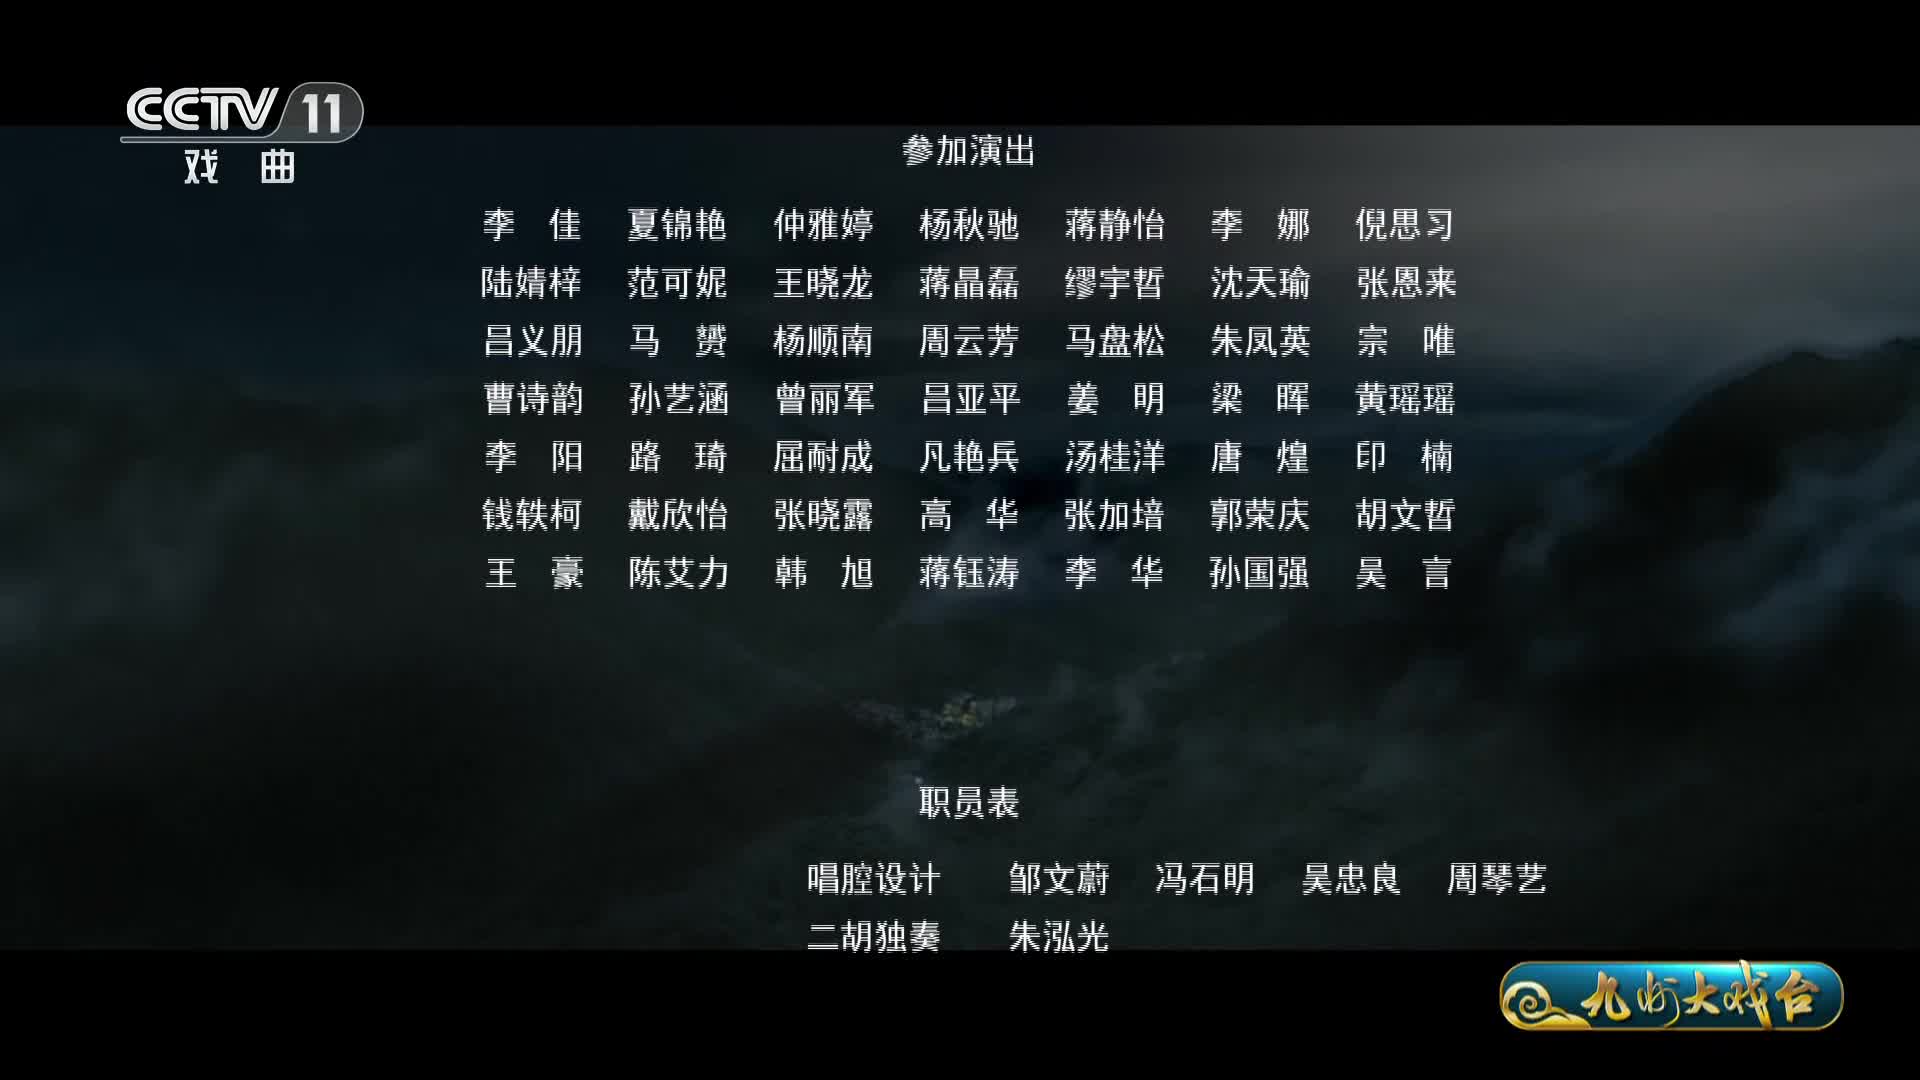 CCTV 11
戏 曲
参加演出
李 佳 夏锦艳 仲雅婷 杨秋驰 蒋静怡 李 娜 倪思习
陆婧梓 范可妮 王晓龙 蒋晶磊 缪宇哲 沈天瑜 张恩来
吕义朋 马 赟 杨顺南 周云芳 马盘松 朱凤英 宗 唯
曹诗韵 孙艺涵 曾丽军 吕亚平 姜 明 梁 晖 黄瑶瑶
李 阳 路 琦 屈耐成 凡艳兵 汤桂洋 唐 煌 印 楠
钱轶柯 戴欣怡 张晓露 高 华 张加培 郭荣庆 胡文哲
王 豪 陈艾力 韩 旭 蒋钰涛 李 华 孙国强 吴 言
职员表
唱腔设计 邹文蔚 冯石明 吴忠良 周琴艺
二胡独奏 朱泓光
九州大戏台